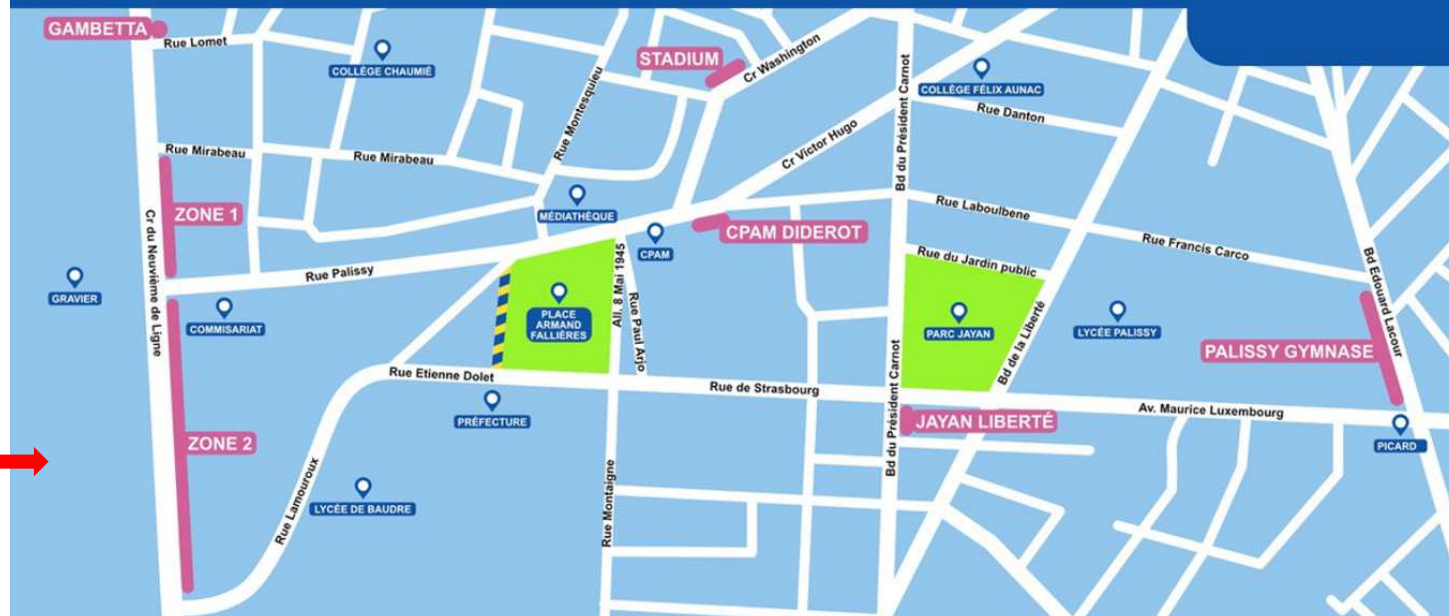 GAMBETTA
Rue Lomet
COLLÈGE CHAUMIÉ
STADIUM
Cr Washington
Rue Montesquieu
COLLÈGE FÉLIX AUNAC
Rue Danton
Bd du Président Carnot
Cr Victor Hugo
Rue Mirabeau
Rue Mirabeau
ZONE 1
Cr du Neuvième de Ligne
MÉDIATHÈQUE
CPAM
CPAM DIDEROT
Rue Laboulbene
Rue Francis Carco
Rue du Jardin public
Bd Edouard Lacour
GRAVIER
Rue Palissy
COMMISARIAT
PLACE
ARMAND
FALLIÈRES
All. 8 Mai 1945
Rue Paul Arjo
PARC JAYAN
Bd de la Liberté
LYCÉE PALISSY
PALISSY GYMNASE
Rue Etienne Dolet
Rue de Strasbourg
Bd du Président Carnot
Av. Maurice Luxembourg
PRÉFECTURE
JAYAN LIBERTÉ
PICARD
ZONE 2
Rue Lamouroux
LYCÉE DE BAUDRE
Rue Montaigne